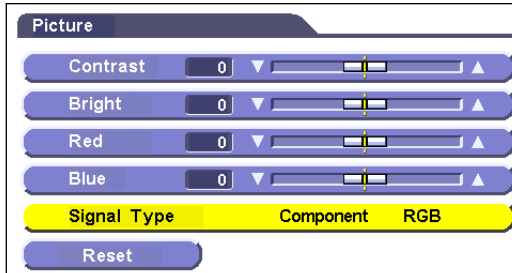 Picture
Contrast 0
Bright 0
Red 0
Blue 0
Signal Type Component RGB
Reset